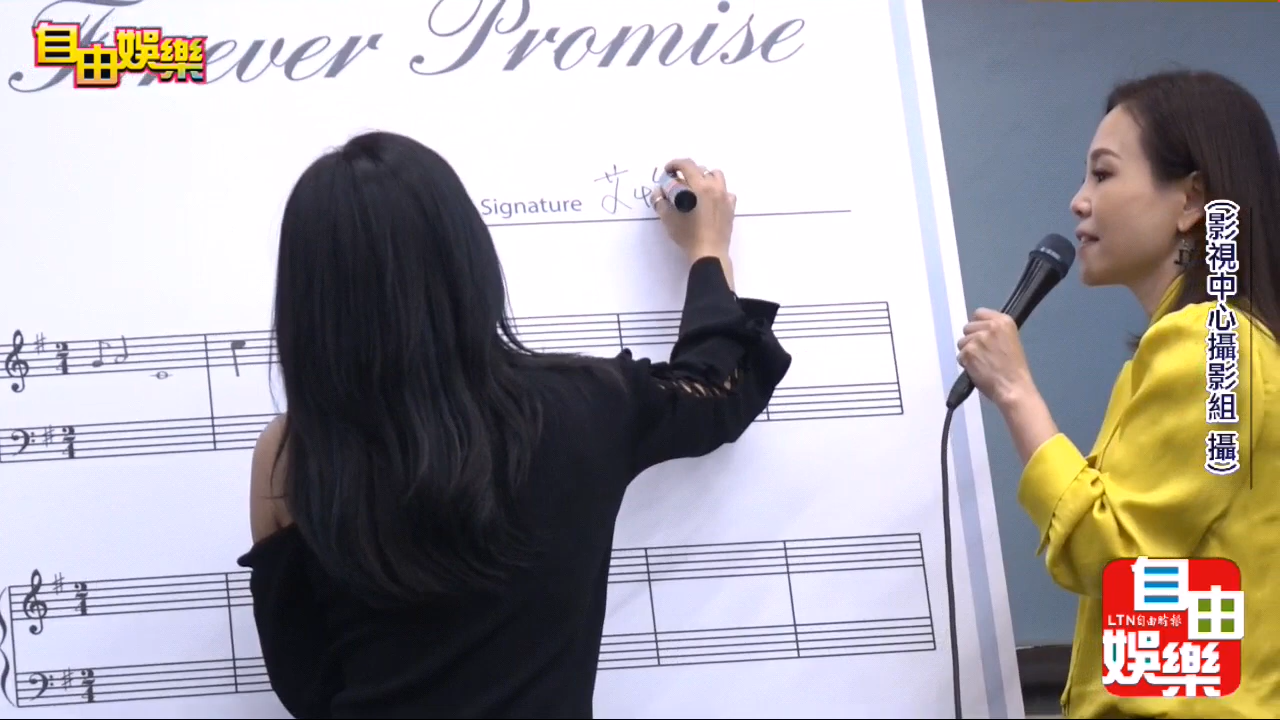 自由娛樂
Forever Promise
Signature 艾
(影視中心攝影組 攝)
LTN自由時報
自由
娛樂